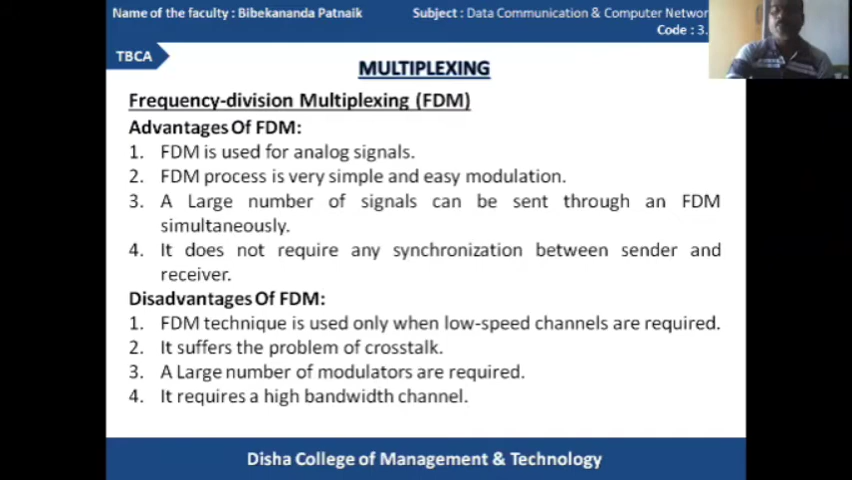 Name of the faculty : Bibekananda Patnaik
Subject : Data Communication & Computer Networ
Code : 3.
TBCA
MULTIPLEXING
Frequency-division Multiplexing (FDM)
Advantages Of FDM:
1. FDM is used for analog signals.
2. FDM process is very simple and easy modulation.
3. A Large number of signals can be sent through an FDM
simultaneously.
4. It does not require any synchronization between sender and
receiver.
Disadvantages Of FDM:
1. FDM technique is used only when low-speed channels are required.
2. It suffers the problem of crosstalk.
3. A Large number of modulators are required.
4. It requires a high bandwidth channel.
Disha College of Management & Technology